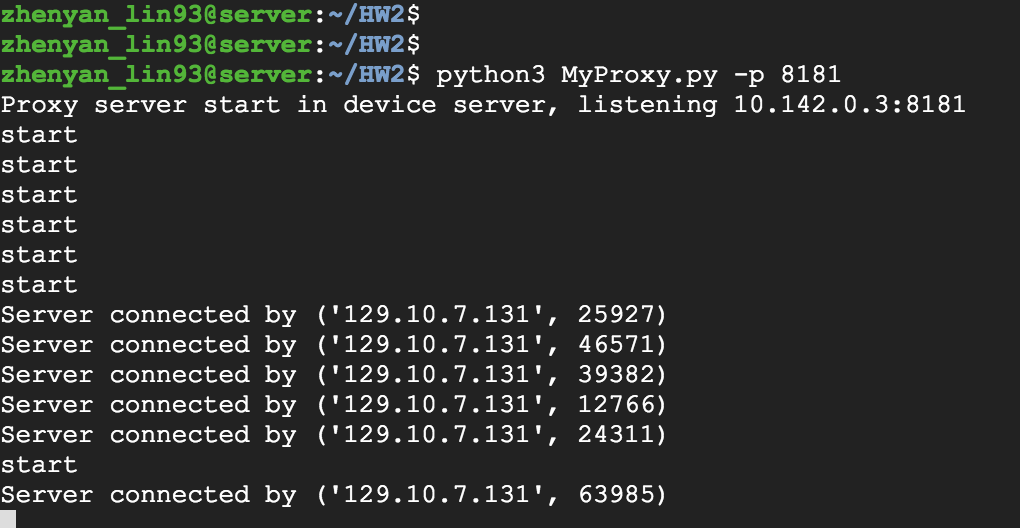 zhenyan_lin93@server:~/HW2$
zhenyan_lin93@server:~/HW2$
zhenyan_lin93@server:~/HW2$ python3 MyProxy.py -p 8181
Proxy server start in device server, listening 10.142.0.3:8181
start
start
start
start
start
start
Server connected by ('129.10.7.131', 25927)
Server connected by ('129.10.7.131', 46571)
Server connected by ('129.10.7.131', 39382)
Server connected by ('129.10.7.131', 12766)
Server connected by ('129.10.7.131', 24311)
start
Server connected by ('129.10.7.131', 63985)